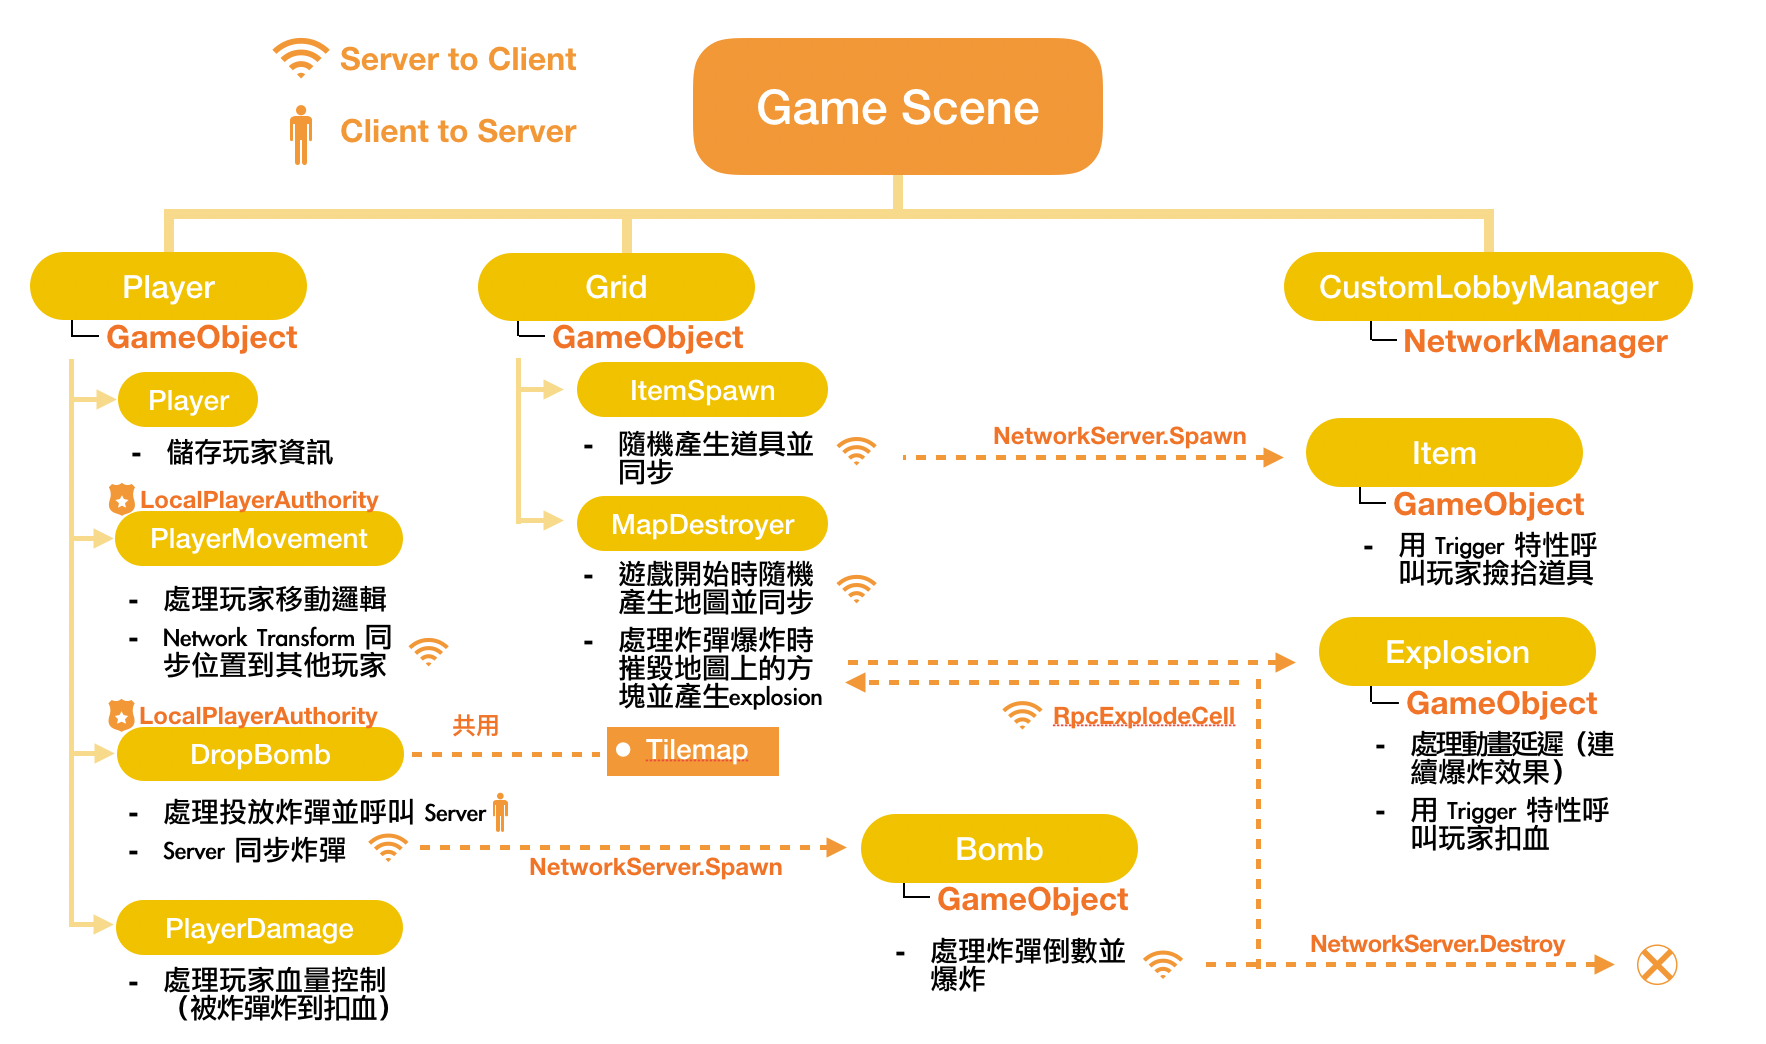 Server to Client
Client to Server
Game Scene
Player
GameObject
Player
- 儲存玩家資訊
LocalPlayerAuthority
PlayerMovement
- 處理玩家移動邏輯
- Network Transform 同
步位置到其他玩家
LocalPlayerAuthority
DropBomb
共用
- 處理投放炸彈並呼叫 Server
- Server 同步炸彈
NetworkServer.Spawn
PlayerDamage
- 處理玩家血量控制
（被炸彈炸到扣血）
Grid
GameObject
ItemSpawn
- 隨機產生道具並
同步
NetworkServer.Spawn
MapDestroyer
- 遊戲開始時隨機
產生地圖並同步
- 處理炸彈爆炸時
摧毀地圖上的方
塊並產生explosion
RpcExplodeCell
Tilemap
Bomb
GameObject
- 處理炸彈倒數並
爆炸
NetworkServer.Destroy
CustomLobbyManager
NetworkManager
Item
GameObject
- 用 Trigger 特性呼
叫玩家撿拾道具
Explosion
GameObject
- 處理動畫延遲（連
續爆炸效果）
- 用 Trigger 特性呼
叫玩家扣血